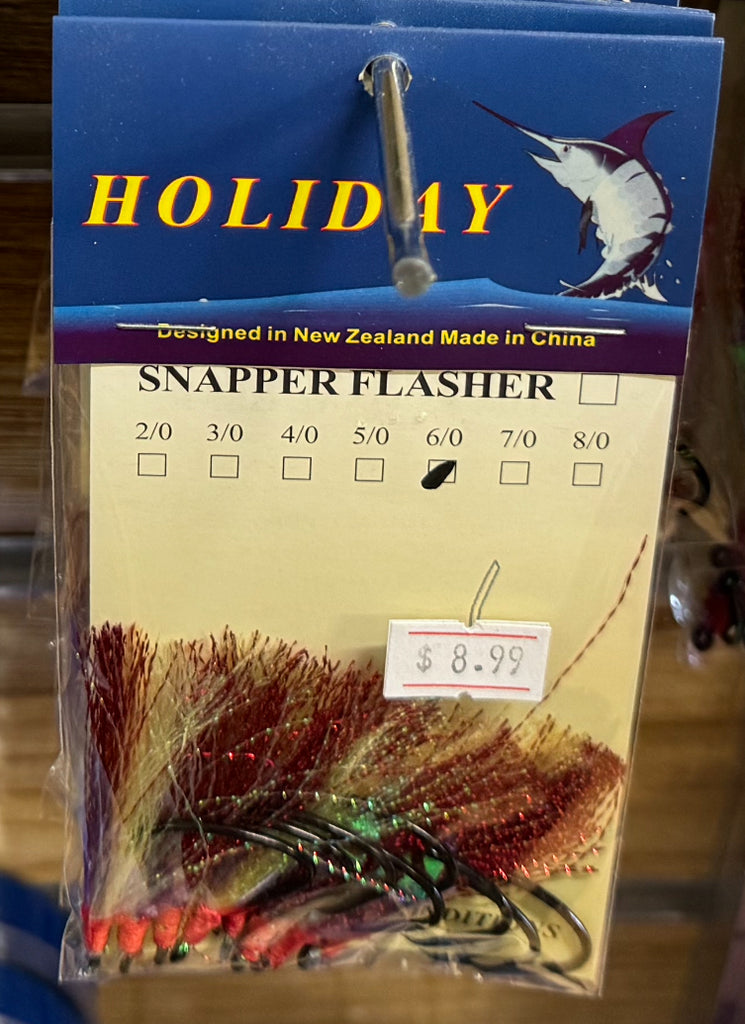 HOLIDAY
Designed in New Zealand Made in China
SNAPPER FLASHER
2/0 3/0 4/0 5/0 6/0 7/0 8/0
$ 8.99